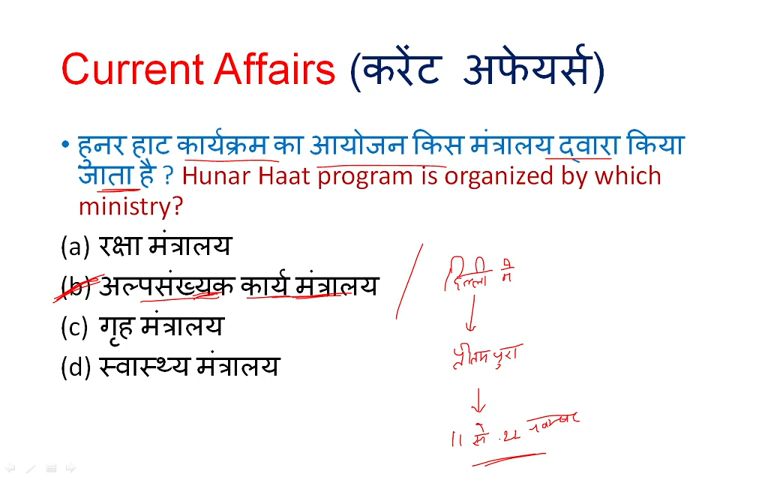 Current Affairs (करेंट अफेयर्स)
• हुनर हाट कार्यक्रम का आयोजन किस मंत्रालय द्वारा किया
जाता है ? Hunar Haat program is organized by which
ministry?
(a) रक्षा मंत्रालय
(b) अल्पसंख्यक कार्य मंत्रालय
(c) गृह मंत्रालय
(d) स्वास्थ्य मंत्रालय
दिल्ली में
प्रीतमपुरा
11 से 22 नवम्बर